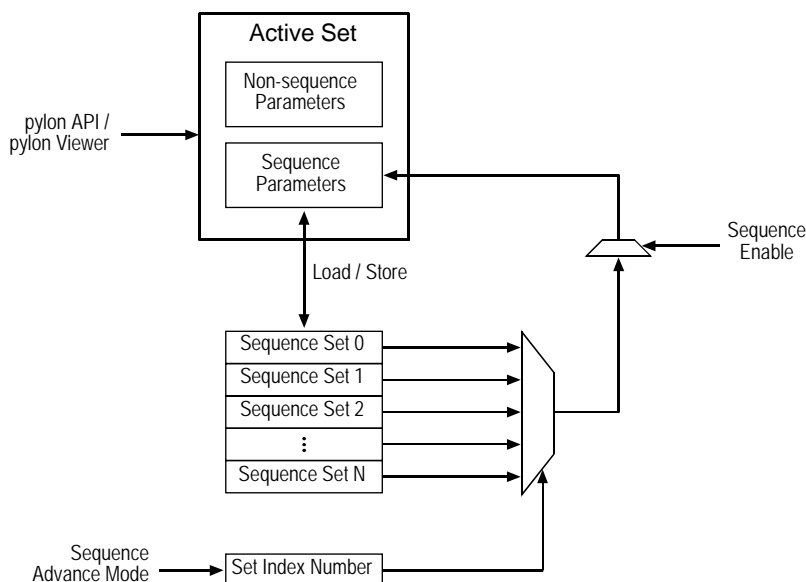 Active Set
Non-sequence
Parameters
pylon API /
pylon Viewer
Sequence
Parameters
Sequence
Enable
Load / Store
Sequence Set 0
Sequence Set 1
Sequence Set 2
Sequence Set N
Sequence
Advance Mode
Set Index Number